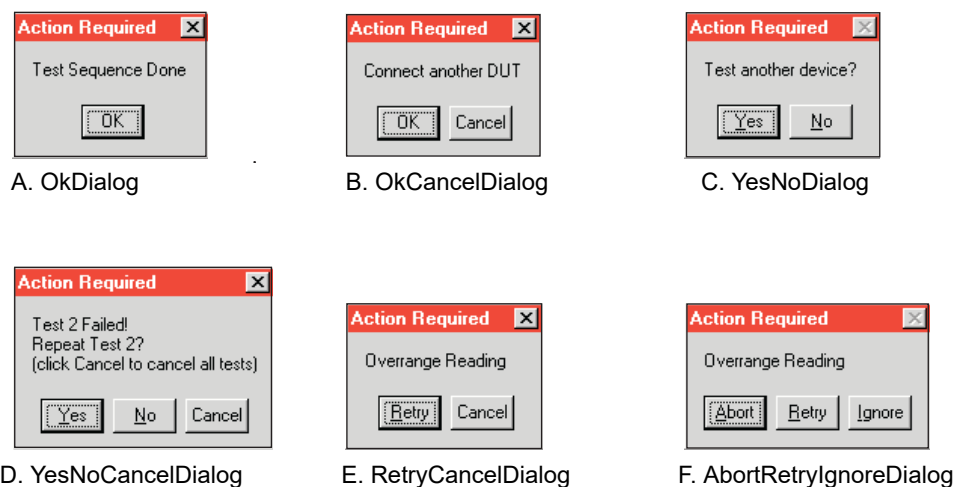 Action Required
Test Sequence Done
OK
A. OkDialog
Action Required
Connect another DUT
OK Cancel
B. OkCancelDialog
Action Required
Test another device?
Yes No
C. YesNoDialog
Action Required
Test 2 Failed!
Repeat Test 2?
(click Cancel to cancel all tests)
Yes No Cancel
D. YesNoCancelDialog
Action Required
Overrange Reading
Retry Cancel
E. RetryCancelDialog
Action Required
Overrange Reading
Abort Retry Ignore
F. AbortRetryIgnoreDialog